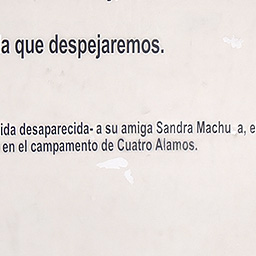 a que despejaremos.
ida desaparecida- a su amiga Sandra Machu a, e
en el campamento de Cuatro Alamos.